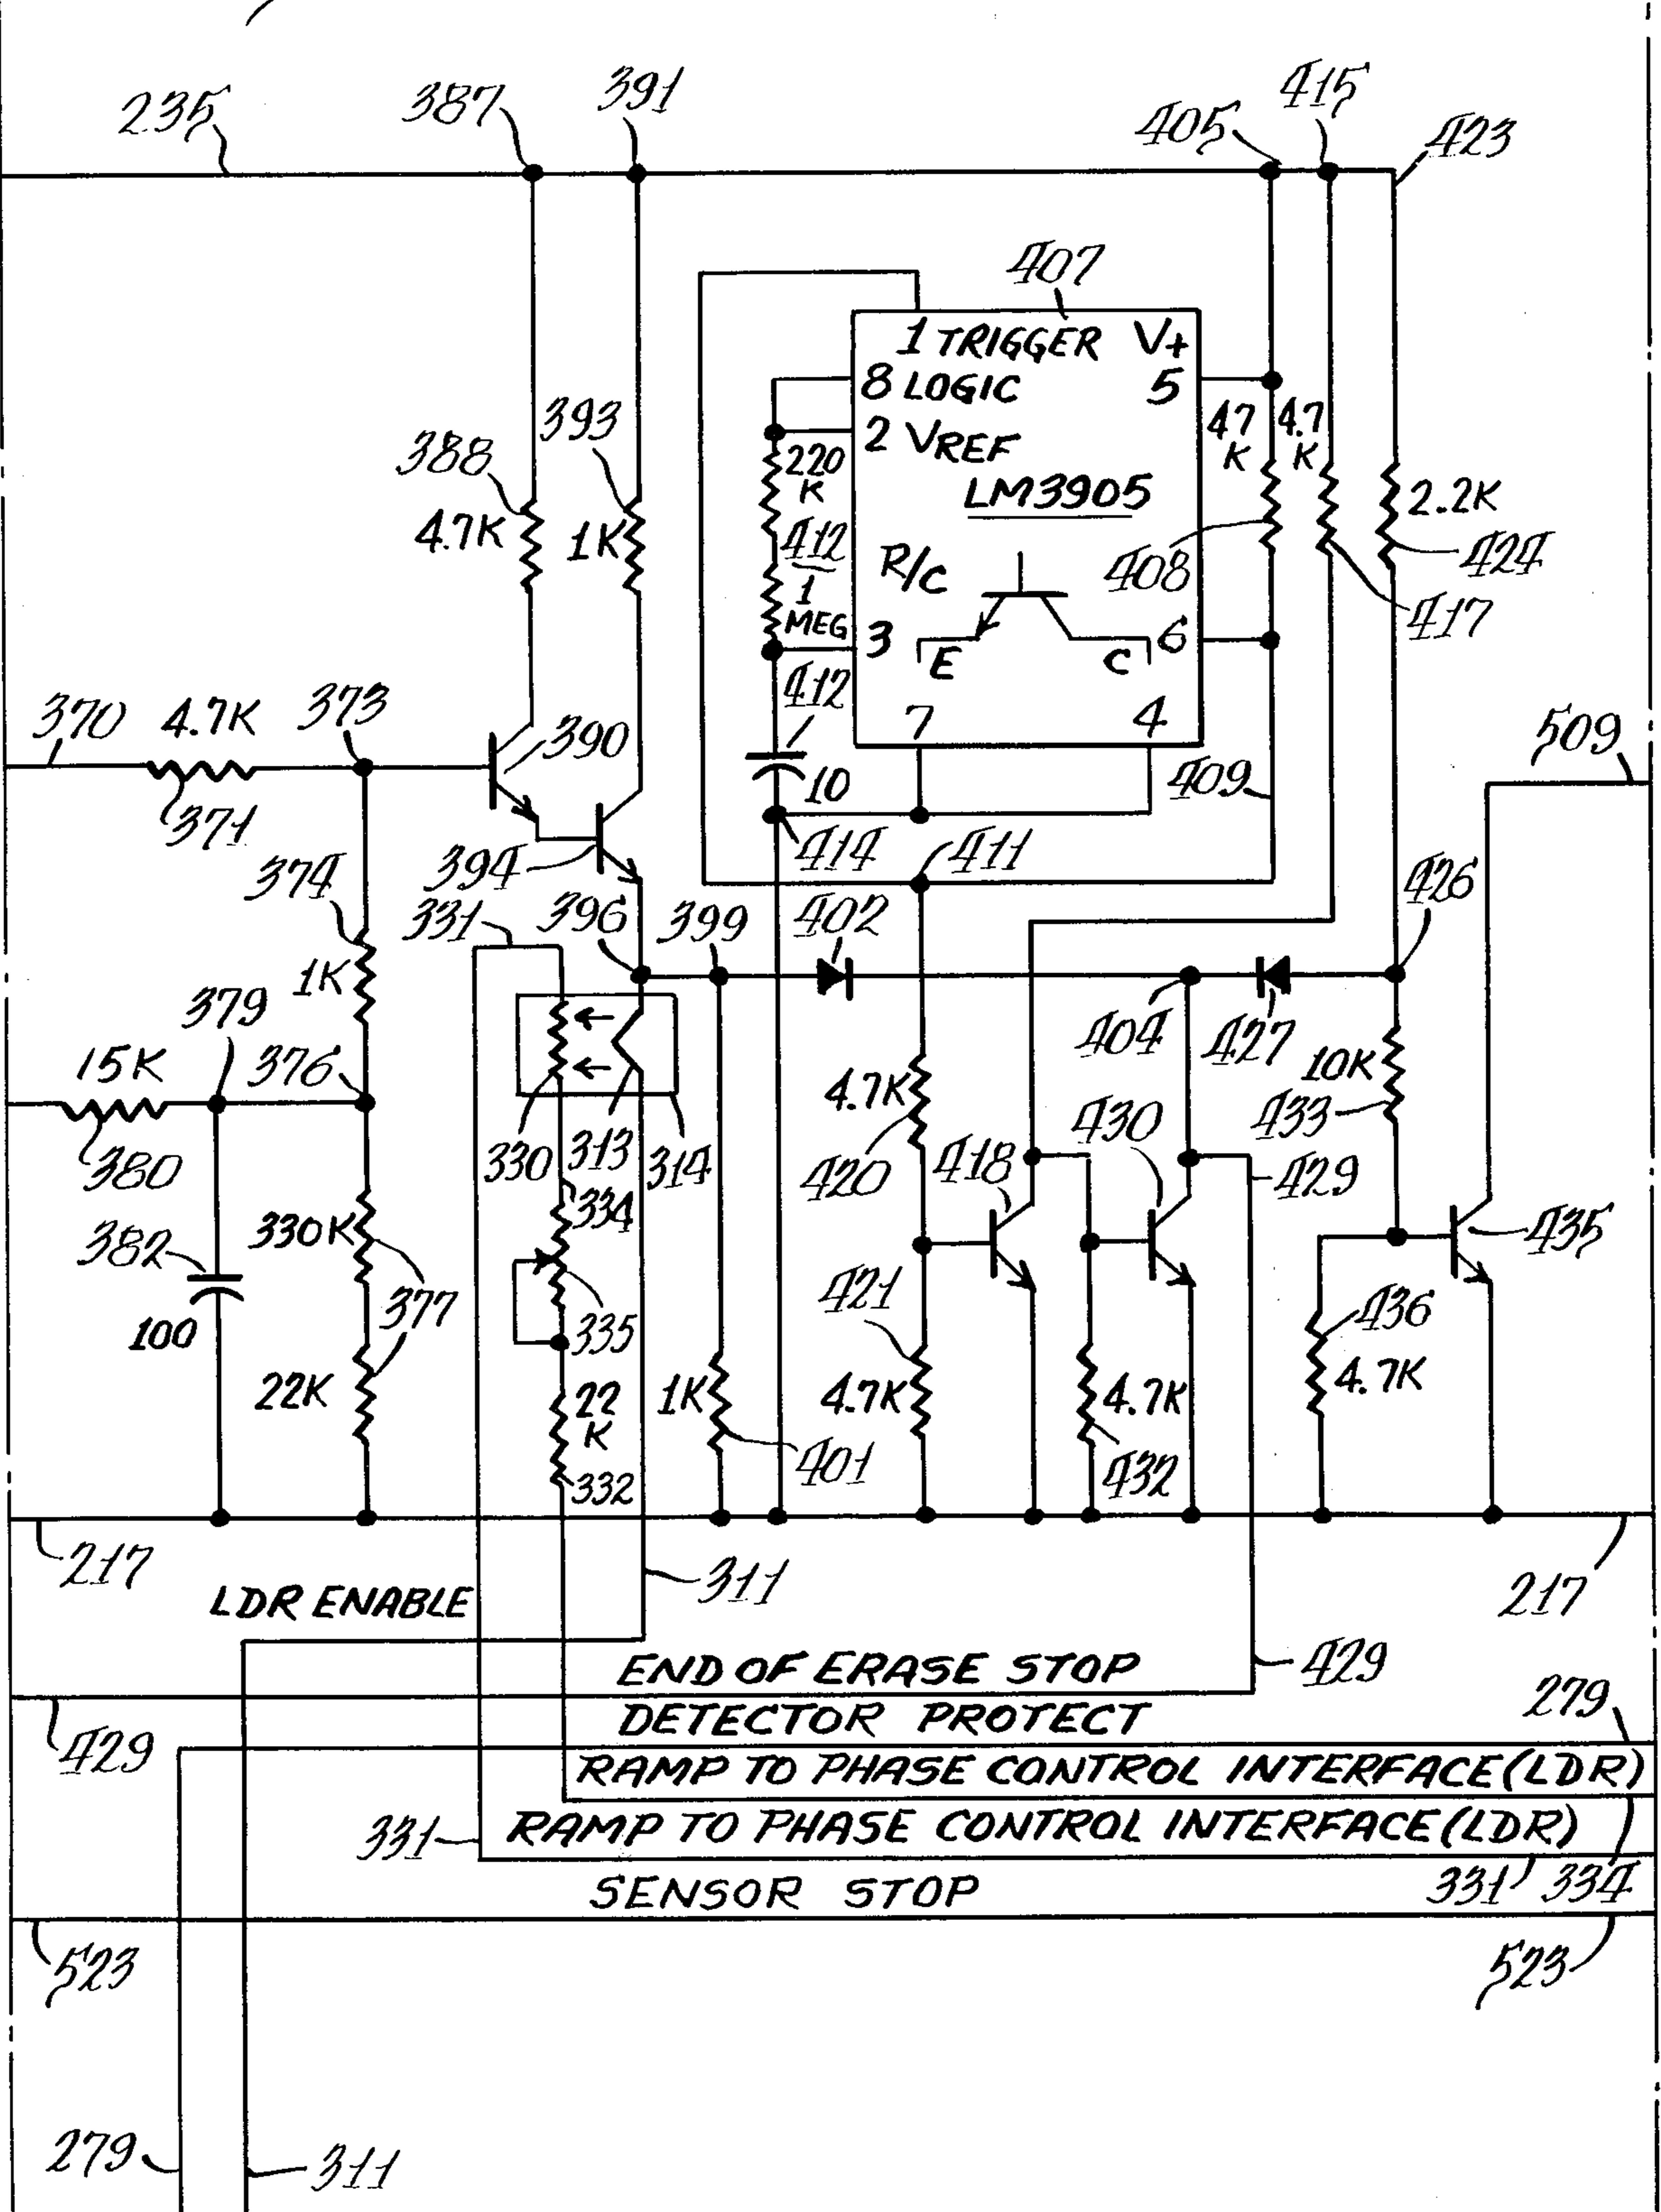 235
387
391
405
415
423
407
1 TRIGGER V+
8 LOGIC 5
2 VREF
LM3905
220
K
412
1
MEG
3
R/C
E
C
6
7
4
47
K
4.7
K
408
2.2K
424
417
393
388
4.7K
1K
370
4.7K
373
390
371
412
10
409
509
414
411
394
374
1K
331
396
399
402
426
379
15K
376
404
427
10K
433
380
330
313
314
4.7K
420
418
430
429
334
382
330K
377
100
335
421
435
436
4.7K
22K
22
K
332
1K
401
4.7K
4.7K
432
217
311
217
LDR ENABLE
END OF ERASE STOP
429
DETECTOR PROTECT
279
429
RAMP TO PHASE CONTROL INTERFACE(LDR)
331
RAMP TO PHASE CONTROL INTERFACE(LDR)
331
334
SENSOR STOP
523
523
279
311